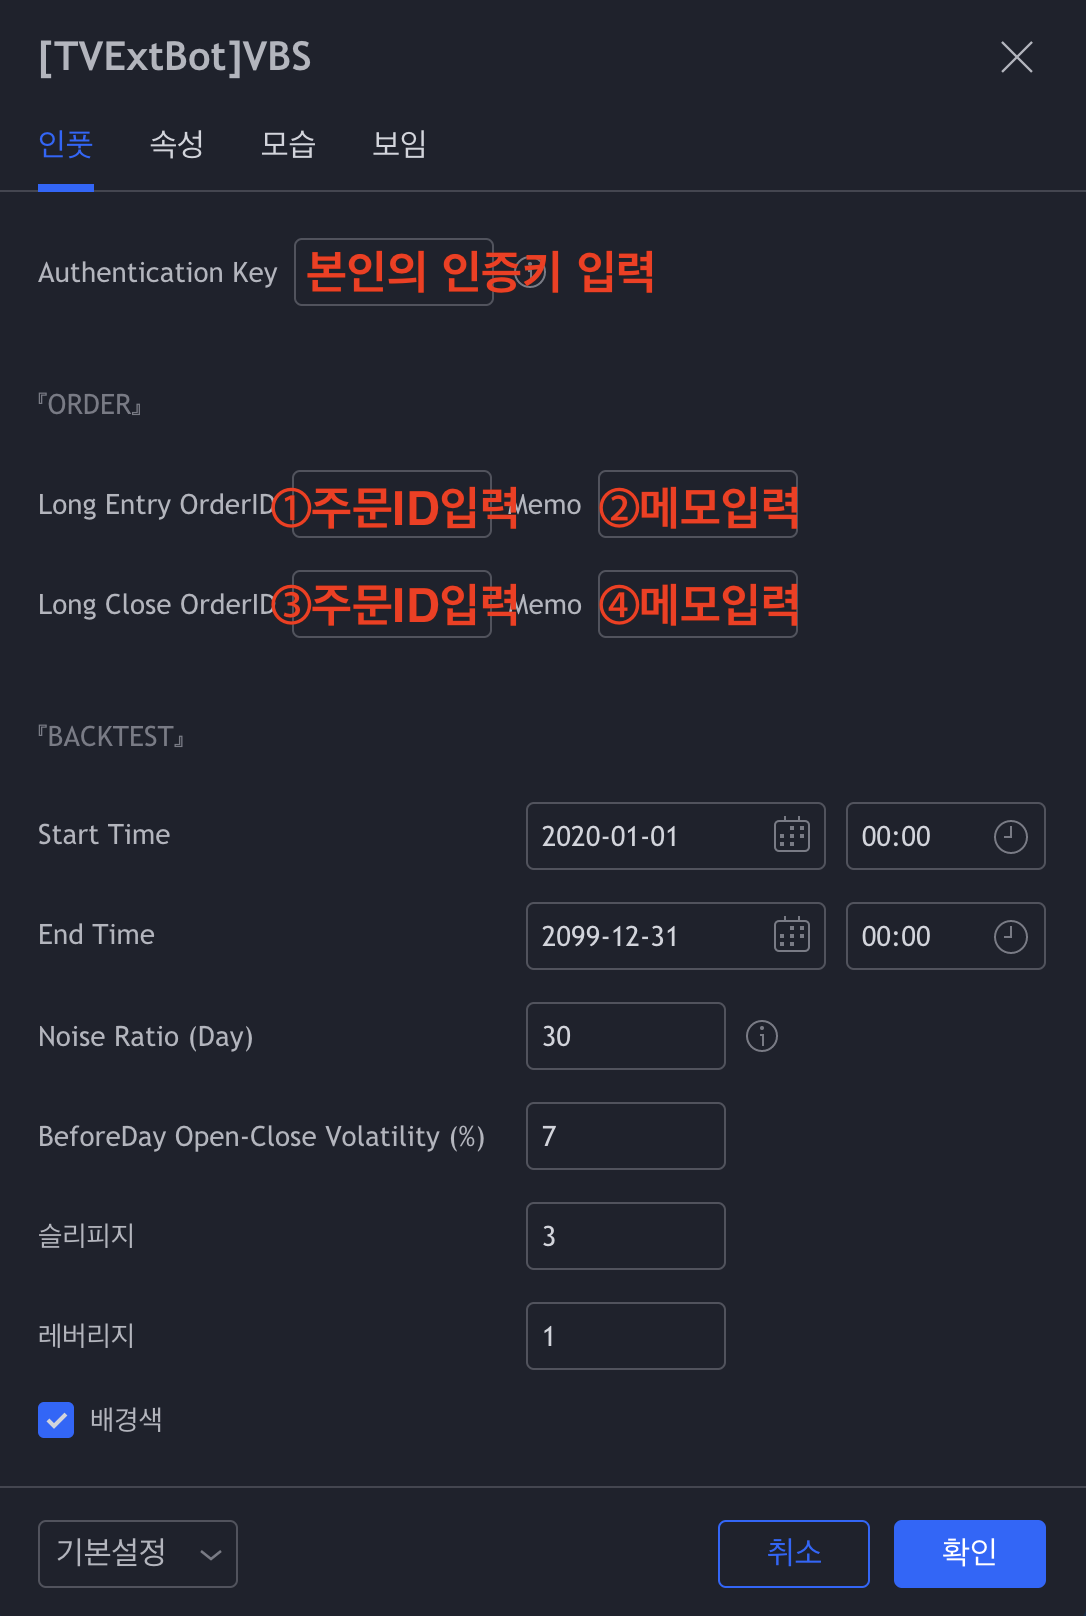 [TVExtBot]VBS
인풋 속성 모습 보임
Authentication Key 본인의 인증키 입력
『ORDER』
Long Entry OrderID ①주문ID입력 Memo ②메모입력
Long Close OrderID ③주문ID입력 Memo ④메모입력
『BACKTEST』
Start Time 2020-01-01 00:00
End Time 2099-12-31 00:00
Noise Ratio (Day) 30
BeforeDay Open-Close Volatility (%) 7
슬리피지 3
레버리지 1
배경색
기본설정 취소 확인